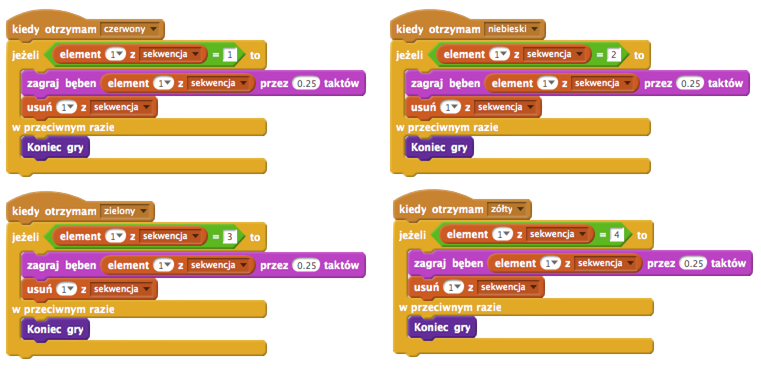 kiedy otrzymam czerwony
jeżeli element 1 z sekwencja = 1 to
zagraj bęben element 1 z sekwencja przez 0.25 taktów
usuń 1 z sekwencja
w przeciwnym razie
Koniec gry
kiedy otrzymam niebieski
jeżeli element 1 z sekwencja = 2 to
zagraj bęben element 1 z sekwencja przez 0.25 taktów
usuń 1 z sekwencja
w przeciwnym razie
Koniec gry
kiedy otrzymam zielony
jeżeli element 1 z sekwencja = 3 to
zagraj bęben element 1 z sekwencja przez 0.25 taktów
usuń 1 z sekwencja
w przeciwnym razie
Koniec gry
kiedy otrzymam zółty
jeżeli element 1 z sekwencja = 4 to
zagraj bęben element 1 z sekwencja przez 0.25 taktów
usuń 1 z sekwencja
w przeciwnym razie
Koniec gry